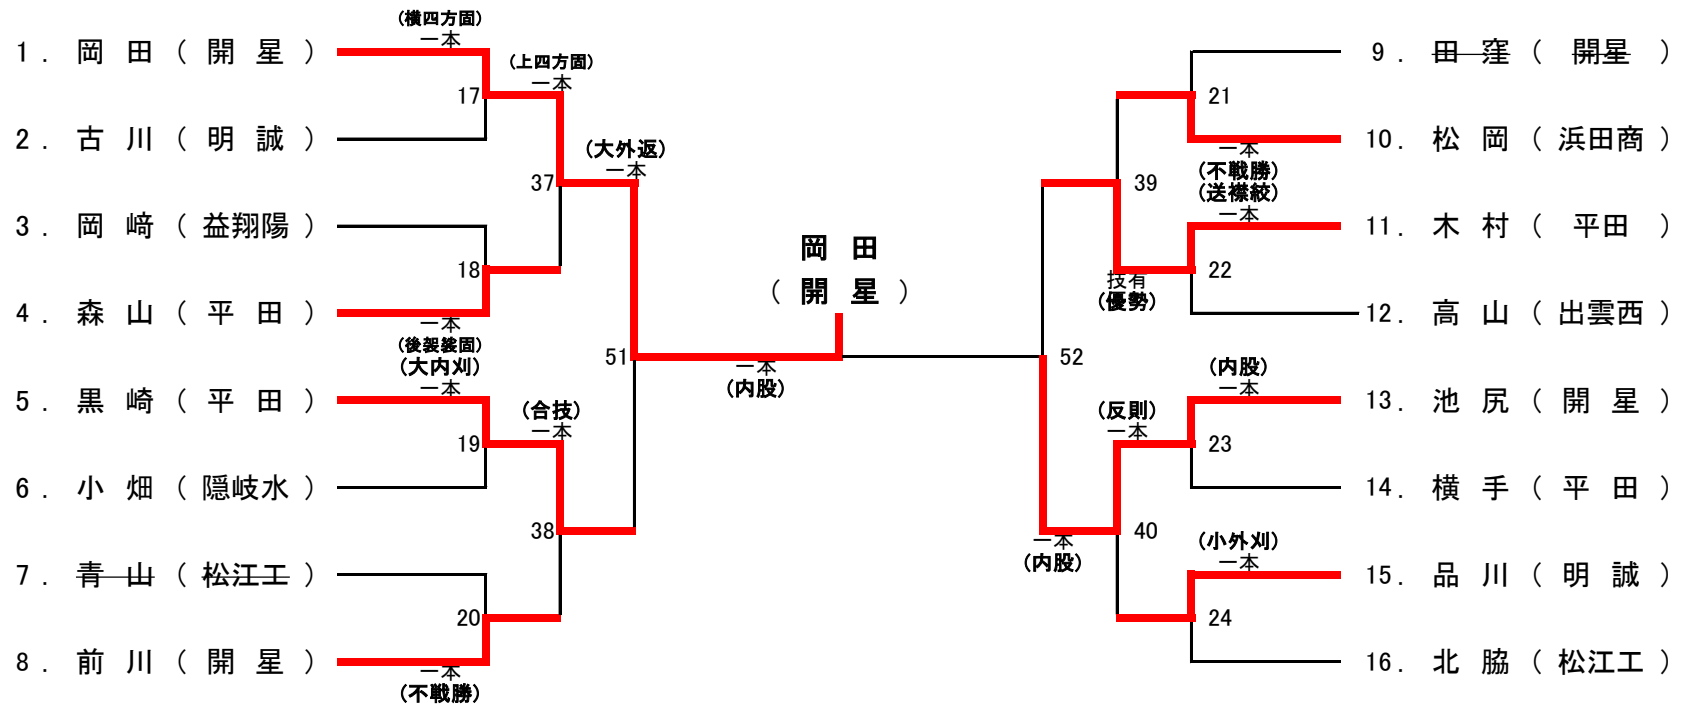 (横四方固)
一本
1. 岡 田 ( 開 星 )
(上四方固)
一本
17
2. 古 川 ( 明 誠 )
(大外返)
一本
37
3. 岡 﨑 ( 益翔陽 )
18
4. 森 山 ( 平 田 )
一本
(後袈裟固)
(大内刈)
一本
51
5. 黒 崎 ( 平 田 )
(合技)
一本
19
6. 小 畑 ( 隠岐水 )
38
7. 青 山 ( 松江工 )
20
8. 前 川 ( 開 星 )
一本
(不戦勝)
岡 田
( 開 星 )
一本
(内股)
9. 田 窪 ( 開星 )
21
10. 松 岡 ( 浜田商 )
一本
(不戦勝)
39
(送襟絞)
一本
11. 木 村 ( 平田 )
22
技有
(優勢)
12. 高 山 ( 出雲西 )
52
(内股)
一本
13. 池 尻 ( 開 星 )
(反則)
一本
23
14. 横 手 ( 平 田 )
40
一本
(内股)
(小外刈)
一本
15. 品 川 ( 明 誠 )
24
16. 北 脇 ( 松江工 )